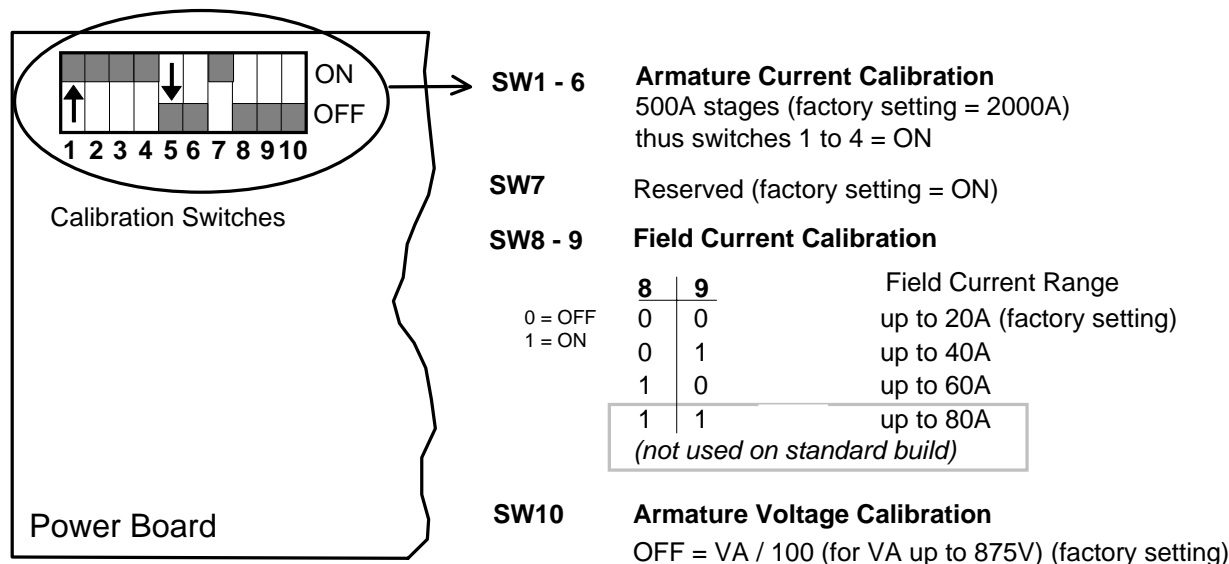 ON
OFF
1 2 3 4 5 6 7 8 9 10
Calibration Switches
Power Board
SW1 - 6 Armature Current Calibration
500A stages (factory setting = 2000A)
thus switches 1 to 4 = ON
SW7 Reserved (factory setting = ON)
SW8 - 9 Field Current Calibration
8 9 Field Current Range
0 = OFF
1 = ON
0 0 up to 20A (factory setting)
0 1 up to 40A
1 0 up to 60A
1 1 up to 80A
(not used on standard build)
SW10 Armature Voltage Calibration
OFF = VA / 100 (for VA up to 875V) (factory setting)